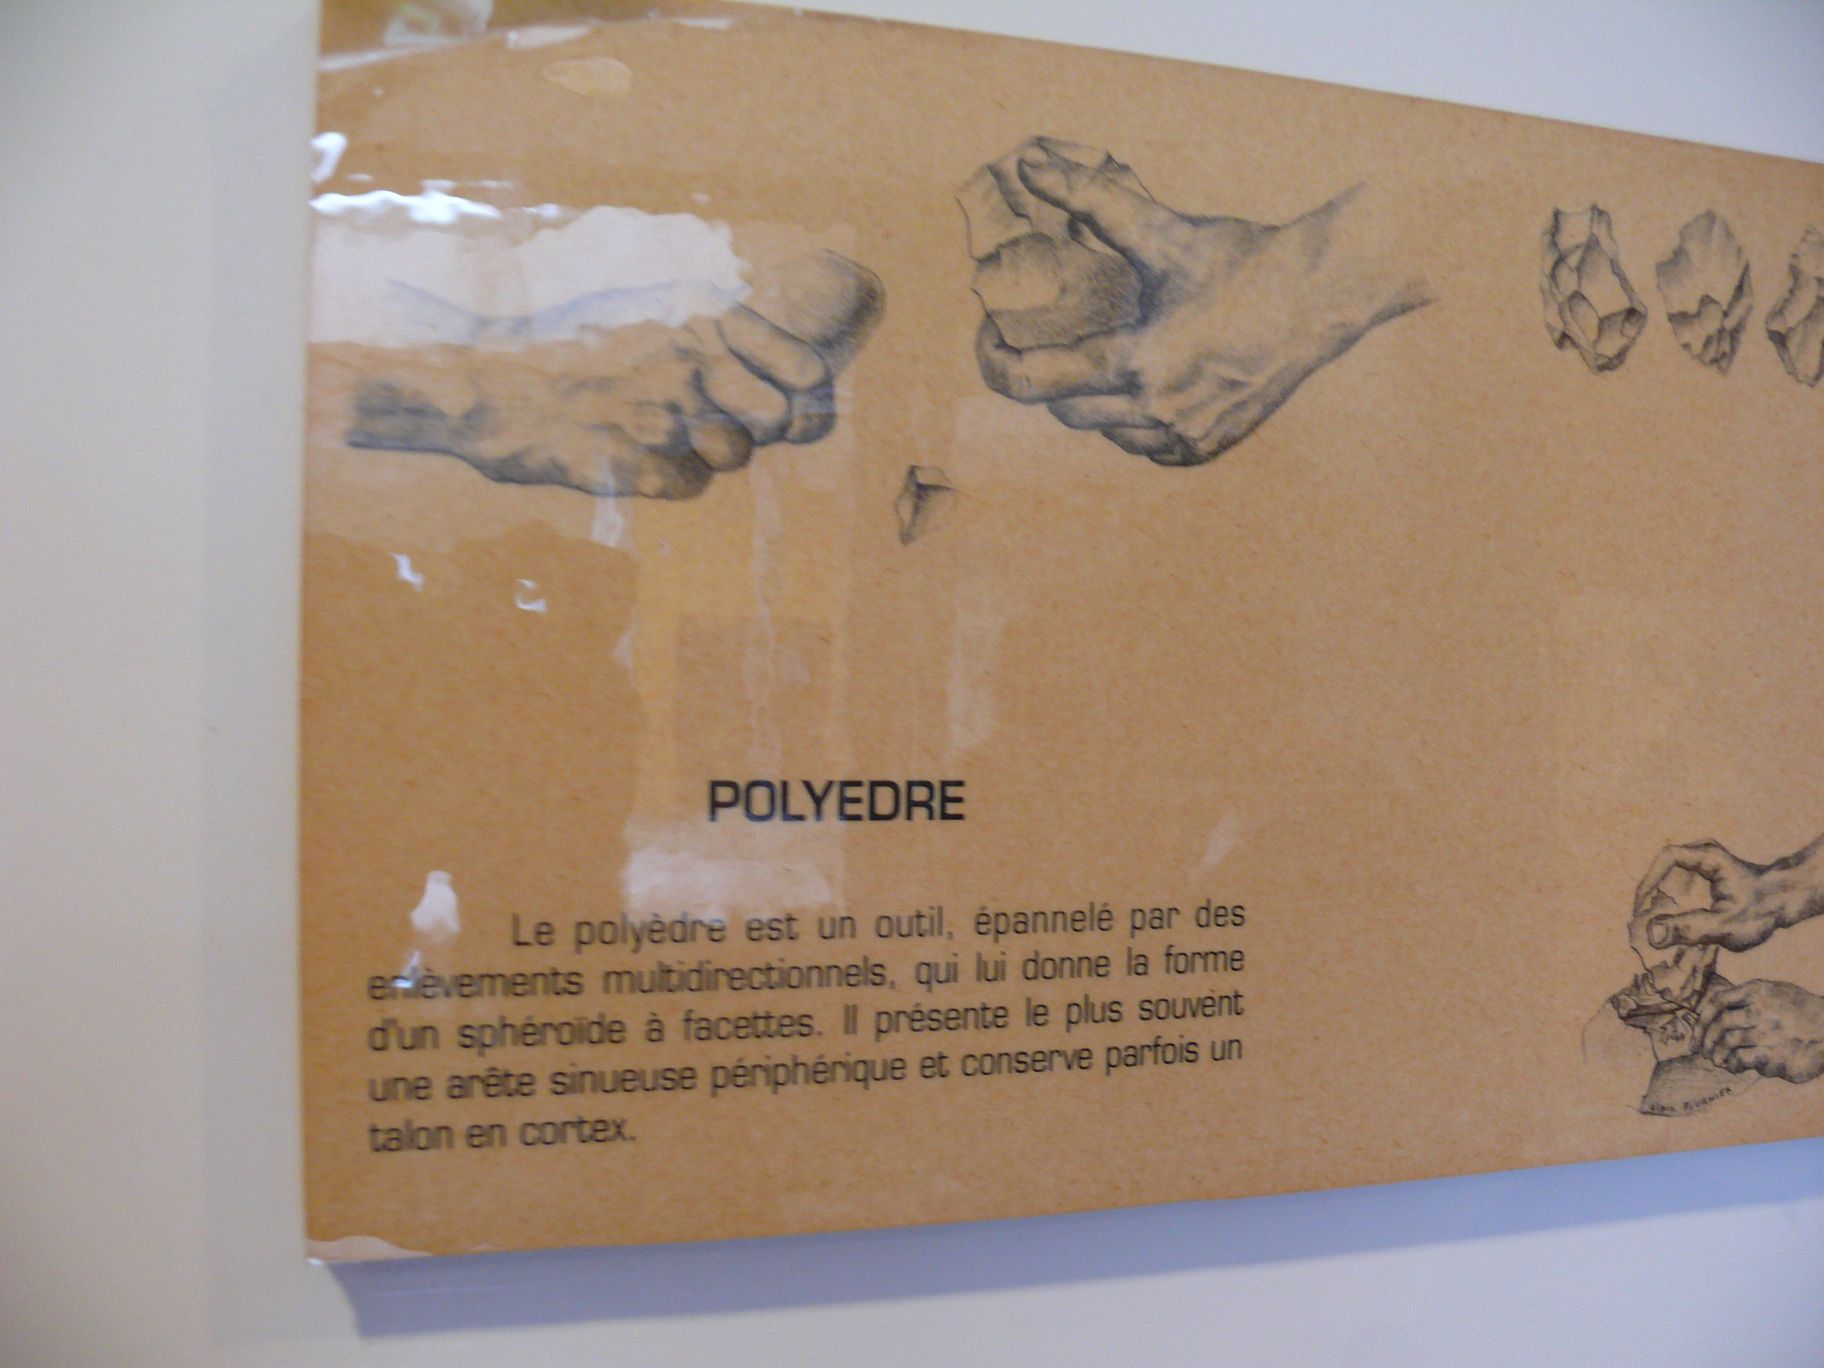 POLYEDRE
Le polyèdre est un outil, épannelé par des
enlèvements multidirectionnels, qui lui donne la forme
d'un sphéroïde à facettes. Il présente le plus souvent
une arête sinueuse périphérique et conserve parfois un
talon en cortex.
FOURNIER